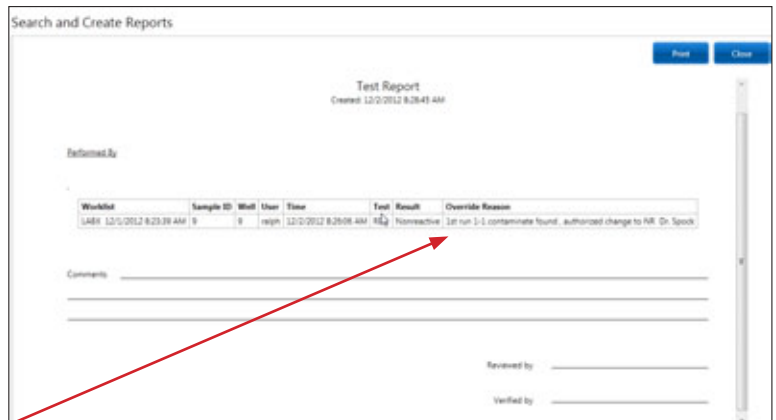 Search and Create Reports
Print Close
Test Report
Created: 12/2/2012 8:28:45 AM
Performed By
Worklist Sample ID Well User Time Test Result Override Reason
LABX 12/1/2012 8:23:39 AM 9 9 ralph 12/2/2012 8:26:06 AM Nonreactive 1st run 1-1 contaminate found , authorized change to NR Dr. Spock
Comments
Reviewed by
Verified by